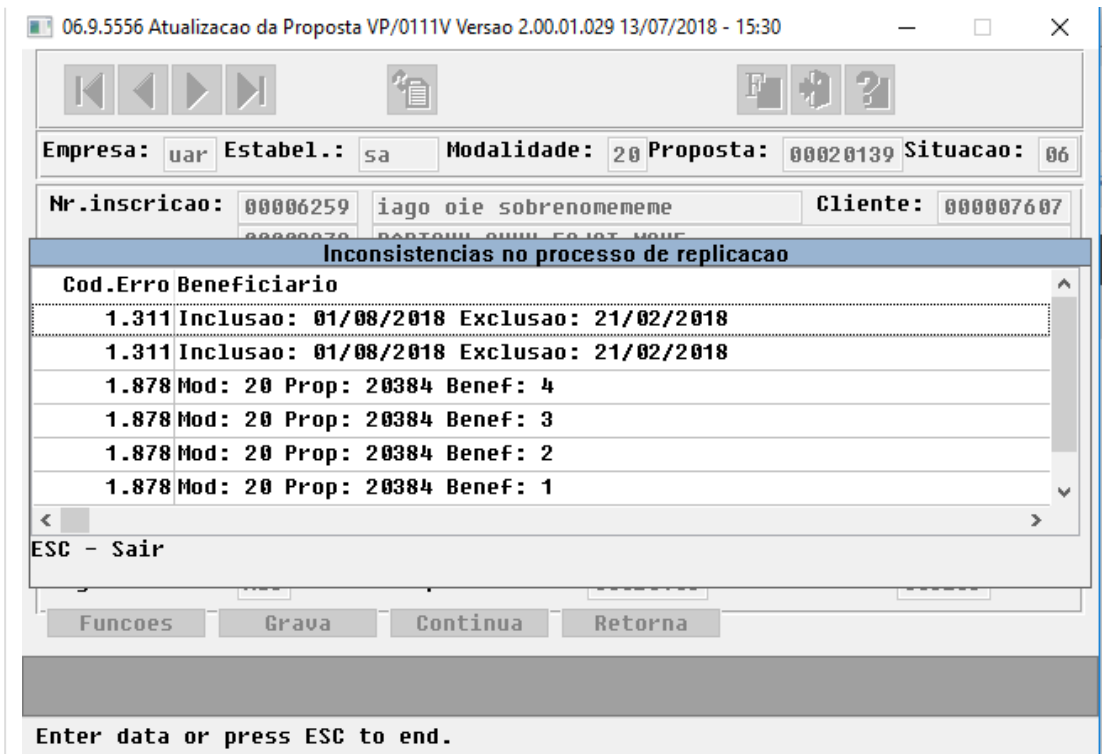 06.9.5556 Atualizacao da Proposta VP/0111V Versao 2.00.01.029 13/07/2018 - 15:30
F ?
Empresa: uar Estabel.: sa Modalidade: 20 Proposta: 00020139 Situacao: 06
Nr.inscricao: 00006259 iago oie sobrenomememe Cliente: 000007607
Inconsistencias no processo de replicacao
Cod.Erro Beneficiario
1.311 Inclusao: 01/08/2018 Exclusao: 21/02/2018
1.311 Inclusao: 01/08/2018 Exclusao: 21/02/2018
1.878 Mod: 20 Prop: 20384 Benef: 4
1.878 Mod: 20 Prop: 20384 Benef: 3
1.878 Mod: 20 Prop: 20384 Benef: 2
1.878 Mod: 20 Prop: 20384 Benef: 1
ESC - Sair
Funcoes Grava Continua Retorna
Enter data or press ESC to end.